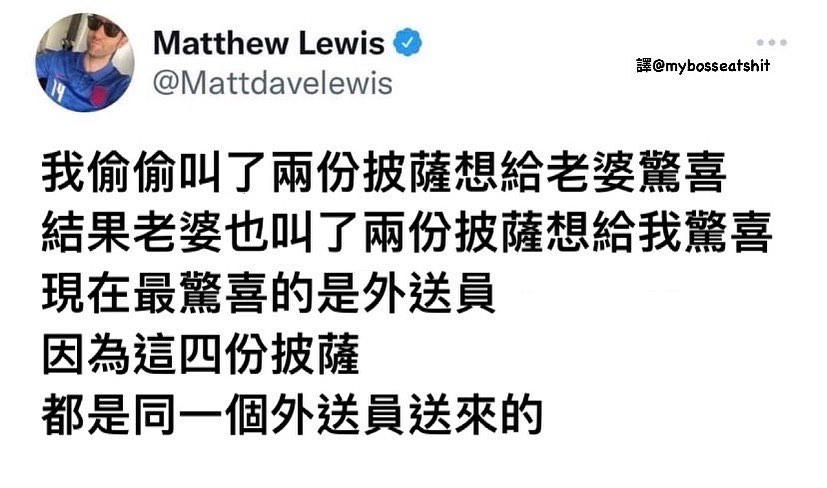 Matthew Lewis
@Mattdavelewis
譯@mybosseatshit
我偷偷叫了兩份披薩想給老婆驚喜
結果老婆也叫了兩份披薩想給我驚喜
現在最驚喜的是外送員
因為這四份披薩
都是同一個外送員送來的